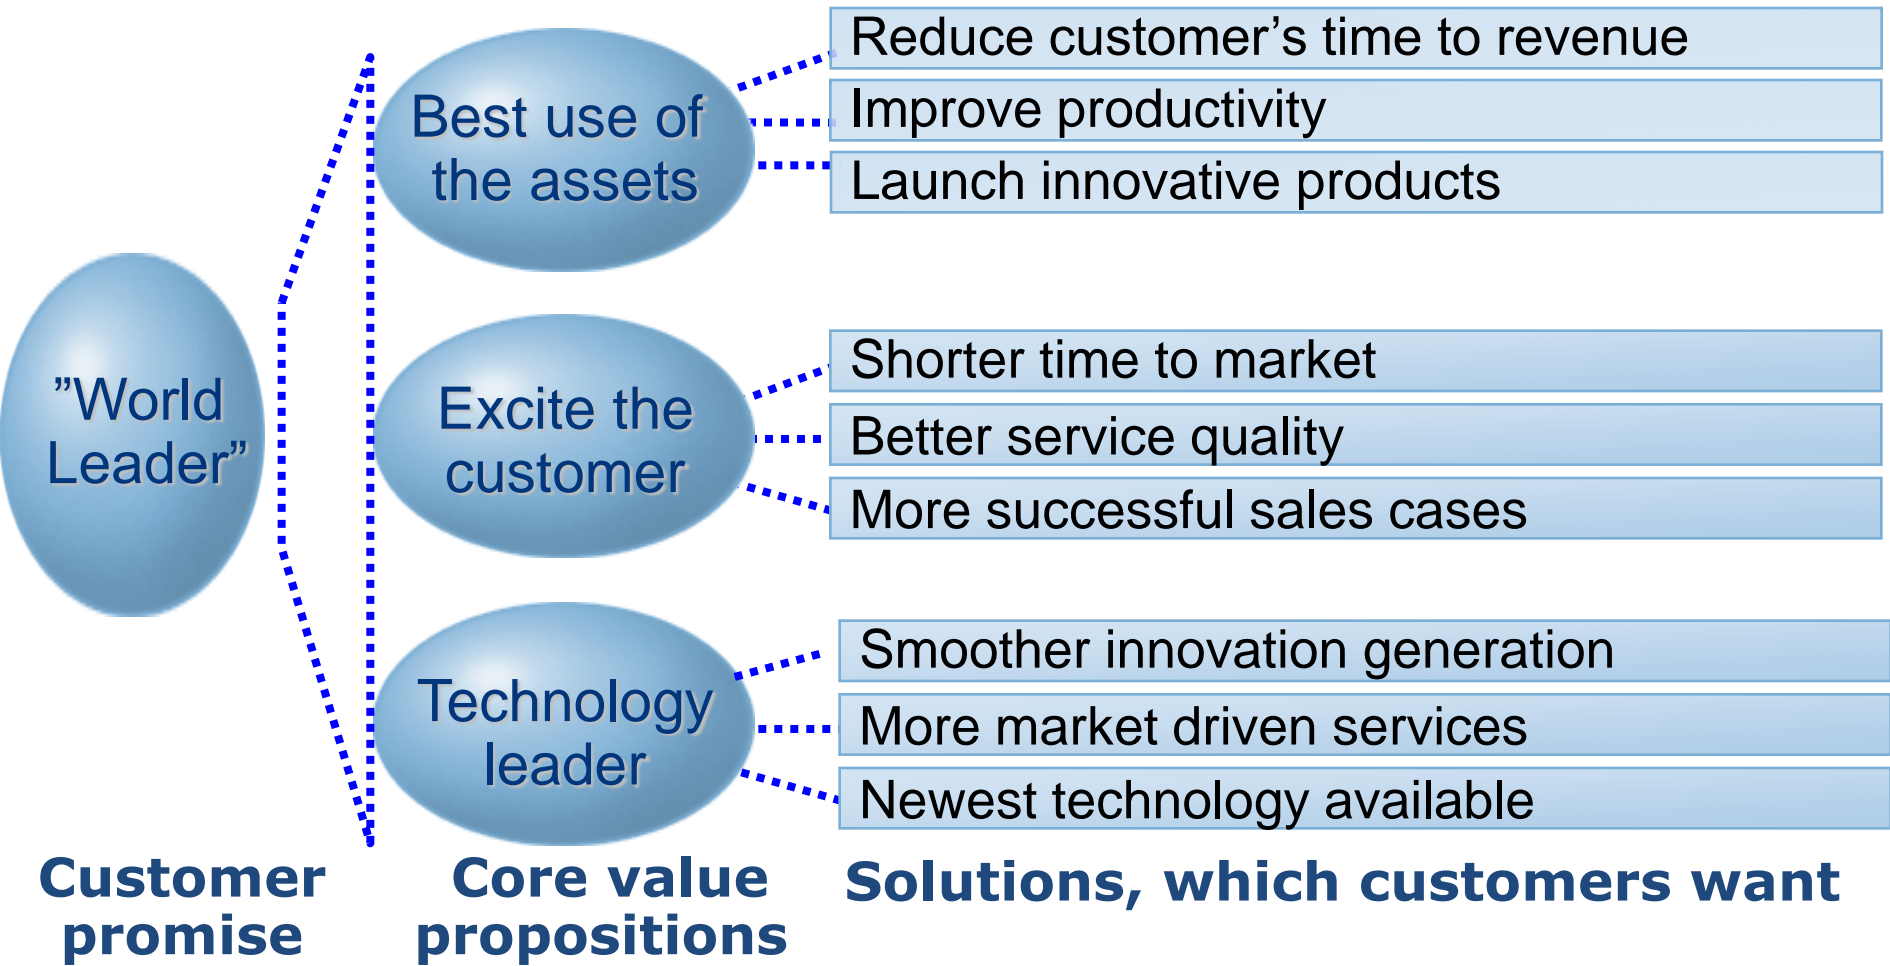 ”World
Leader”
Best use of
the assets
Reduce customer’s time to revenue
Improve productivity
Launch innovative products
Excite the
customer
Shorter time to market
Better service quality
More successful sales cases
Technology
leader
Smoother innovation generation
More market driven services
Newest technology available
Customer
promise
Core value
propositions
Solutions, which customers want